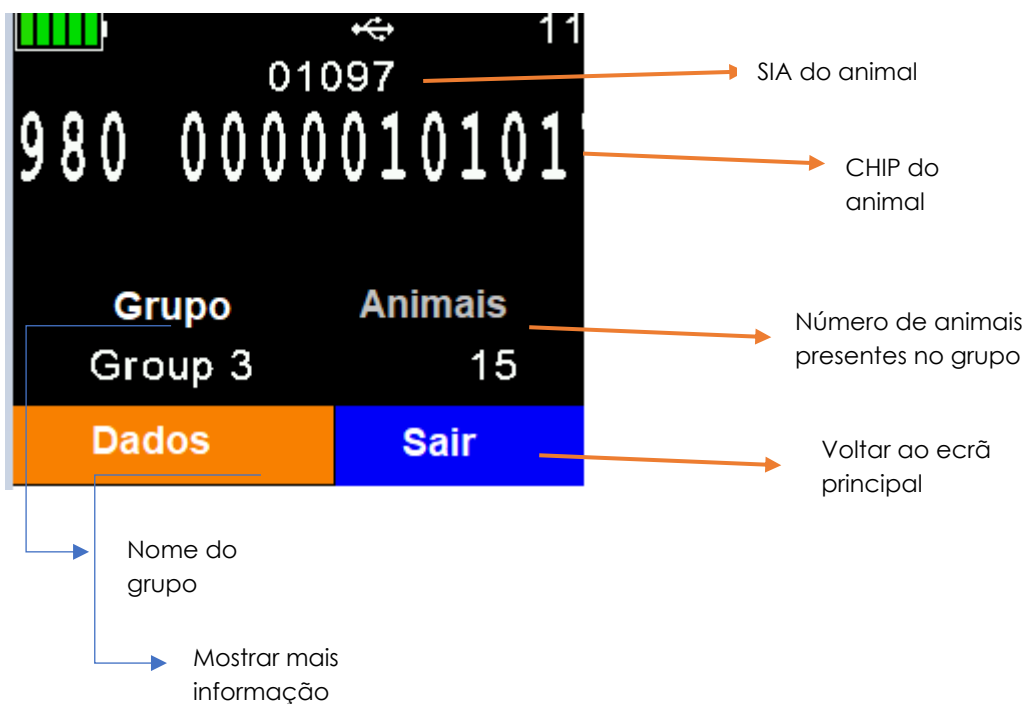 11
01097
SIA do animal
980 0000010101
CHIP do
animal
Grupo
Animais
Número de animais
presentes no grupo
Group 3
15
Dados
Sair
Voltar ao ecrã
principal
Nome do
grupo
Mostrar mais
informação